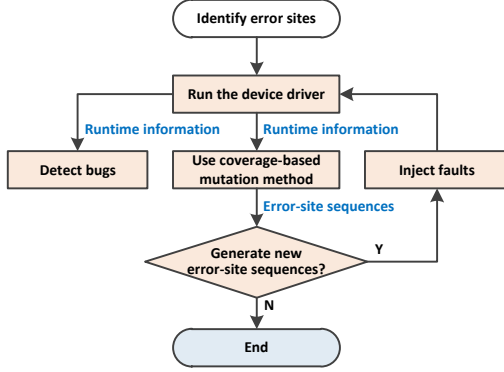 Identify error sites
Run the device driver
Runtime information
Runtime information
Detect bugs
Use coverage-based
mutation method
Inject faults
Error-site sequences
Generate new
error-site sequences?
Y
N
End